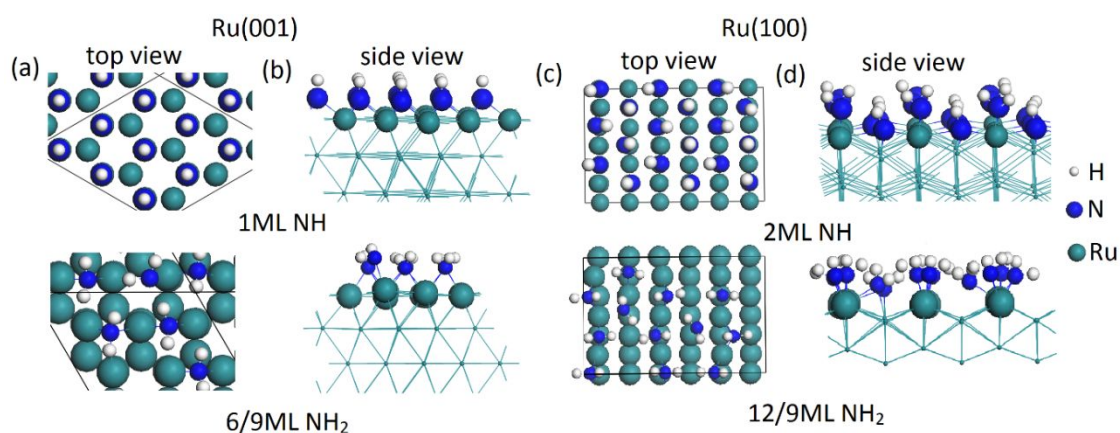 Ru(001)
Ru(100)
top view
side view
top view
side view
(a)
(b)
(c)
(d)
H
N
Ru
1ML NH
2ML NH
6/9ML NH₂
12/9ML NH₂